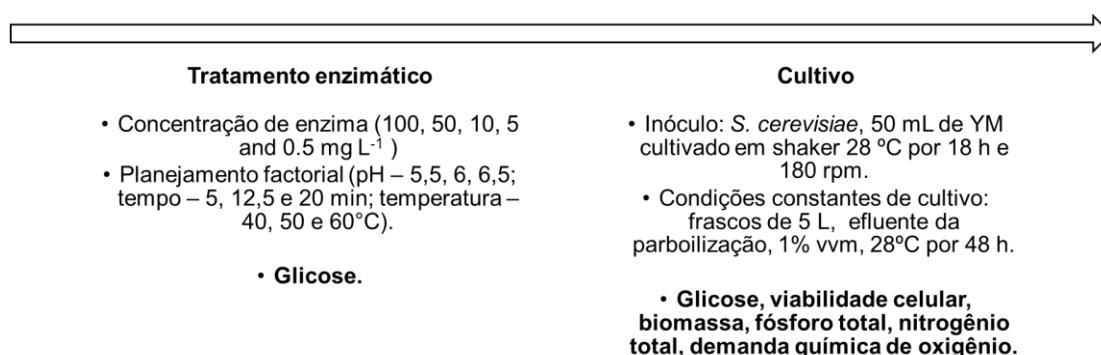 Tratamento enzimático
• Concentração de enzima (100, 50, 10, 5
and 0.5 mg L-1 )
• Planejamento factorial (pH – 5,5, 6, 6,5;
tempo – 5, 12,5 e 20 min; temperatura –
40, 50 e 60°C).
• Glicose.
Cultivo
• Inóculo: S. cerevisiae, 50 mL de YM
cultivado em shaker 28 ºC por 18 h e
180 rpm.
• Condições constantes de cultivo:
frascos de 5 L, efluente da
parboilização, 1% vvm, 28ºC por 48 h.
• Glicose, viabilidade celular,
biomassa, fósforo total, nitrogênio
total, demanda química de oxigênio.